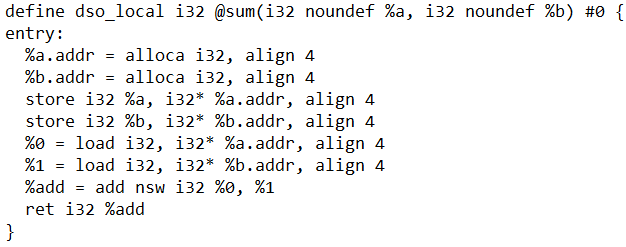 define dso_local i32 @sum(i32 noundef %a, i32 noundef %b) #0 {
entry:
  %a.addr = alloca i32, align 4
  %b.addr = alloca i32, align 4
  store i32 %a, i32* %a.addr, align 4
  store i32 %b, i32* %b.addr, align 4
  %0 = load i32, i32* %a.addr, align 4
  %1 = load i32, i32* %b.addr, align 4
  %add = add nsw i32 %0, %1
  ret i32 %add
}